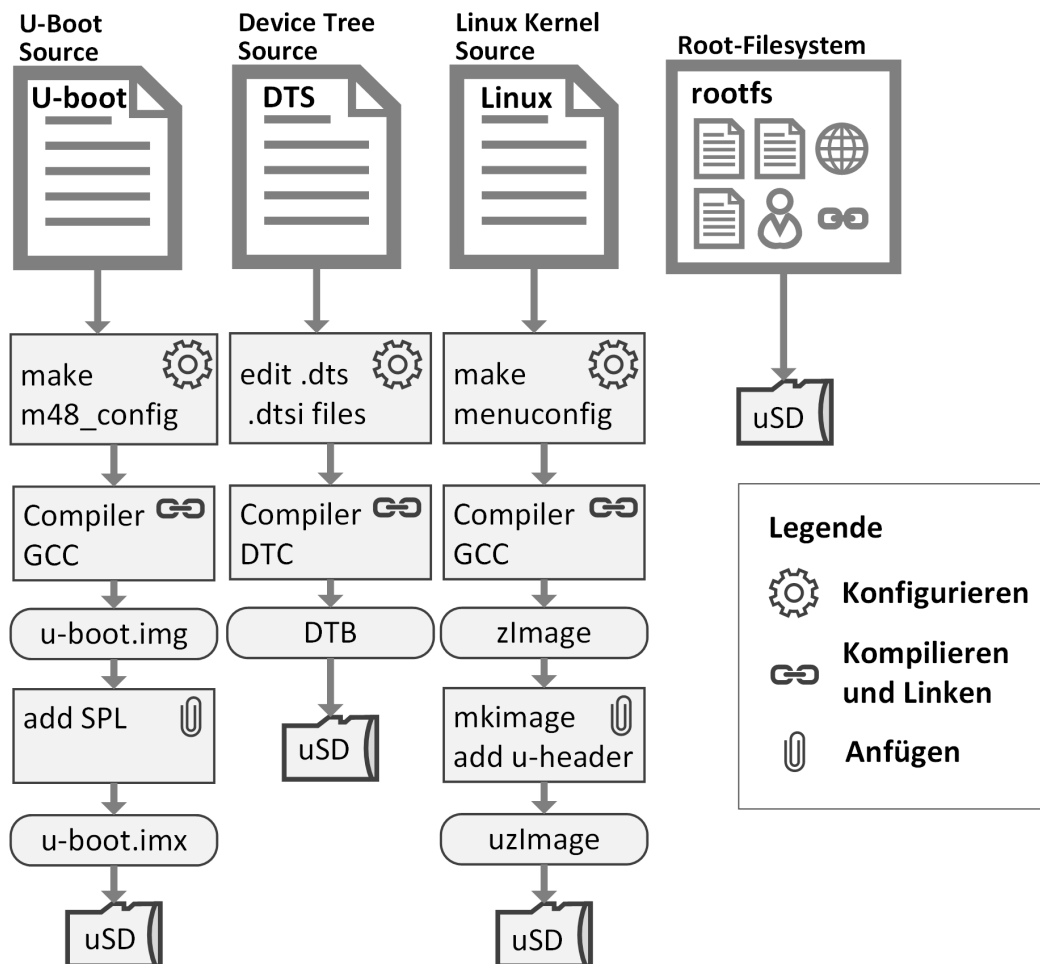 U-Boot
Source
U-boot
make
m48_config
Compiler
GCC
u-boot.img
add SPL
u-boot.imx
uSD
Device Tree
Source
DTS
edit .dts
.dtsi files
Compiler
DTC
DTB
uSD
Linux Kernel
Source
Linux
make
menuconfig
Compiler
GCC
zImage
mkimage
add u-header
uzImage
uSD
Root-Filesystem
rootfs
uSD
Legende
Konfigurieren
Kompilieren
und Linken
Anfügen